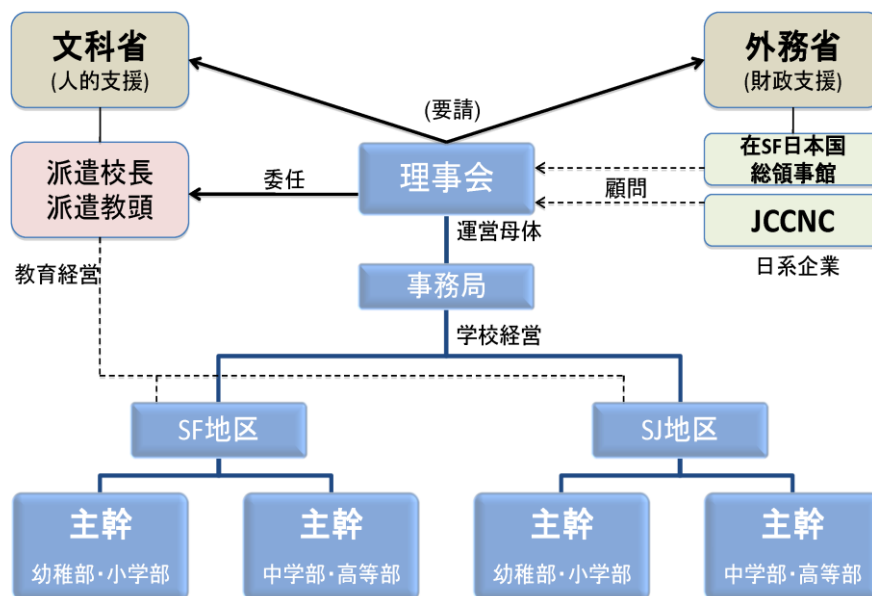 文科省
(人的支援)
外務省
(財政支援)
(要請)
派遣校長
派遣教頭
委任
理事会
在SF日本国
総領事館
顧問
JCCNC
日系企業
運営母体
教育経営
事務局
学校経営
SF地区
SJ地区
主幹
幼稚部・小学部
主幹
中学部・高等部
主幹
幼稚部・小学部
主幹
中学部・高等部